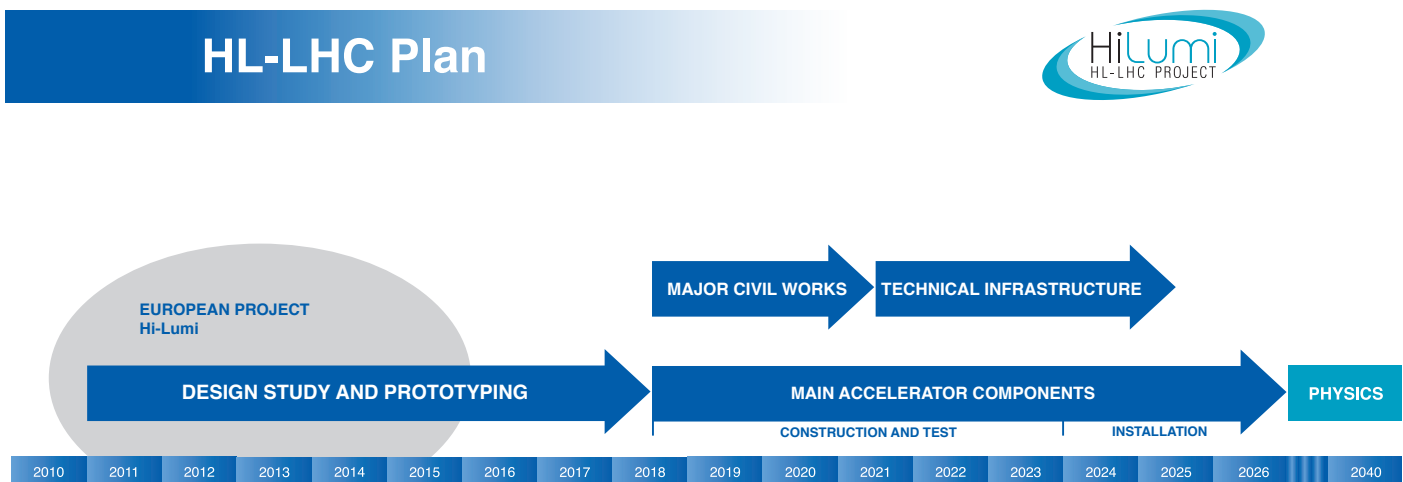 HL-LHC Plan
HiLumi
HL-LHC PROJECT
MAJOR CIVIL WORKS
TECHNICAL INFRASTRUCTURE
EUROPEAN PROJECT
Hi-Lumi
DESIGN STUDY AND PROTOTYPING
MAIN ACCELERATOR COMPONENTS
PHYSICS
CONSTRUCTION AND TEST
INSTALLATION
2010 2011 2012 2013 2014 2015 2016 2017 2018 2019 2020 2021 2022 2023 2024 2025 2026 2040